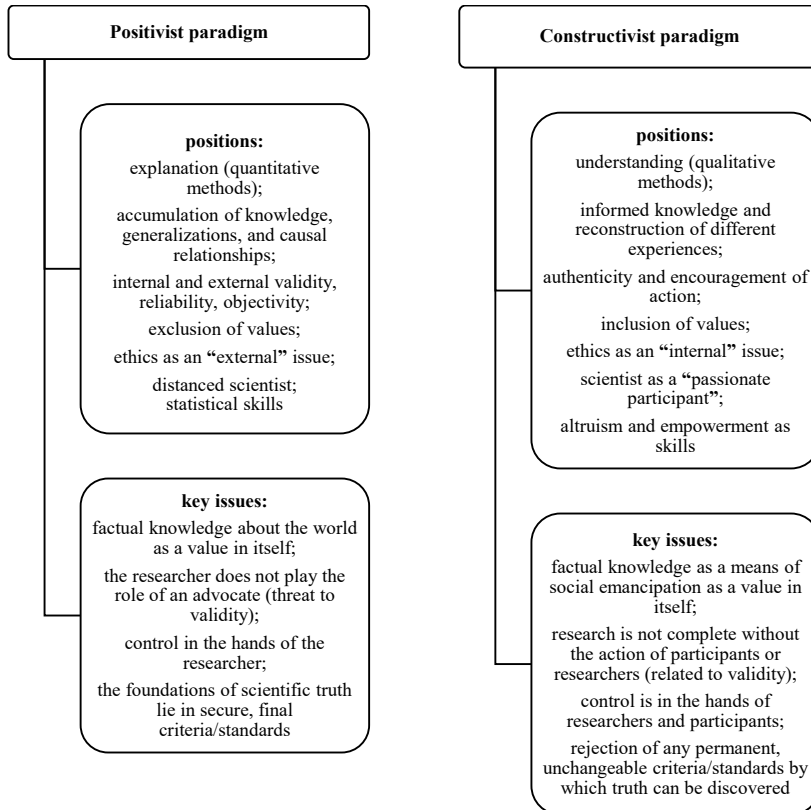 Positivist paradigm
positions:
explanation (quantitative
methods);
accumulation of knowledge,
generalizations, and causal
relationships;
internal and external validity,
reliability, objectivity;
exclusion of values;
ethics as an “external” issue;
distanced scientist;
statistical skills
key issues:
factual knowledge about the world
as a value in itself;
the researcher does not play the
role of an advocate (threat to
validity);
control in the hands of the
researcher;
the foundations of scientific truth
lie in secure, final
criteria/standards
Constructivist paradigm
positions:
understanding (qualitative
methods);
informed knowledge and
reconstruction of different
experiences;
authenticity and encouragement of
action;
inclusion of values;
ethics as an “internal” issue;
scientist as a “passionate
participant”;
altruism and empowerment as
skills
key issues:
factual knowledge as a means of
social emancipation as a value in
itself;
research is not complete without
the action of participants or
researchers (related to validity);
control is in the hands of
researchers and participants;
rejection of any permanent,
unchangeable criteria/standards by
which truth can be discovered